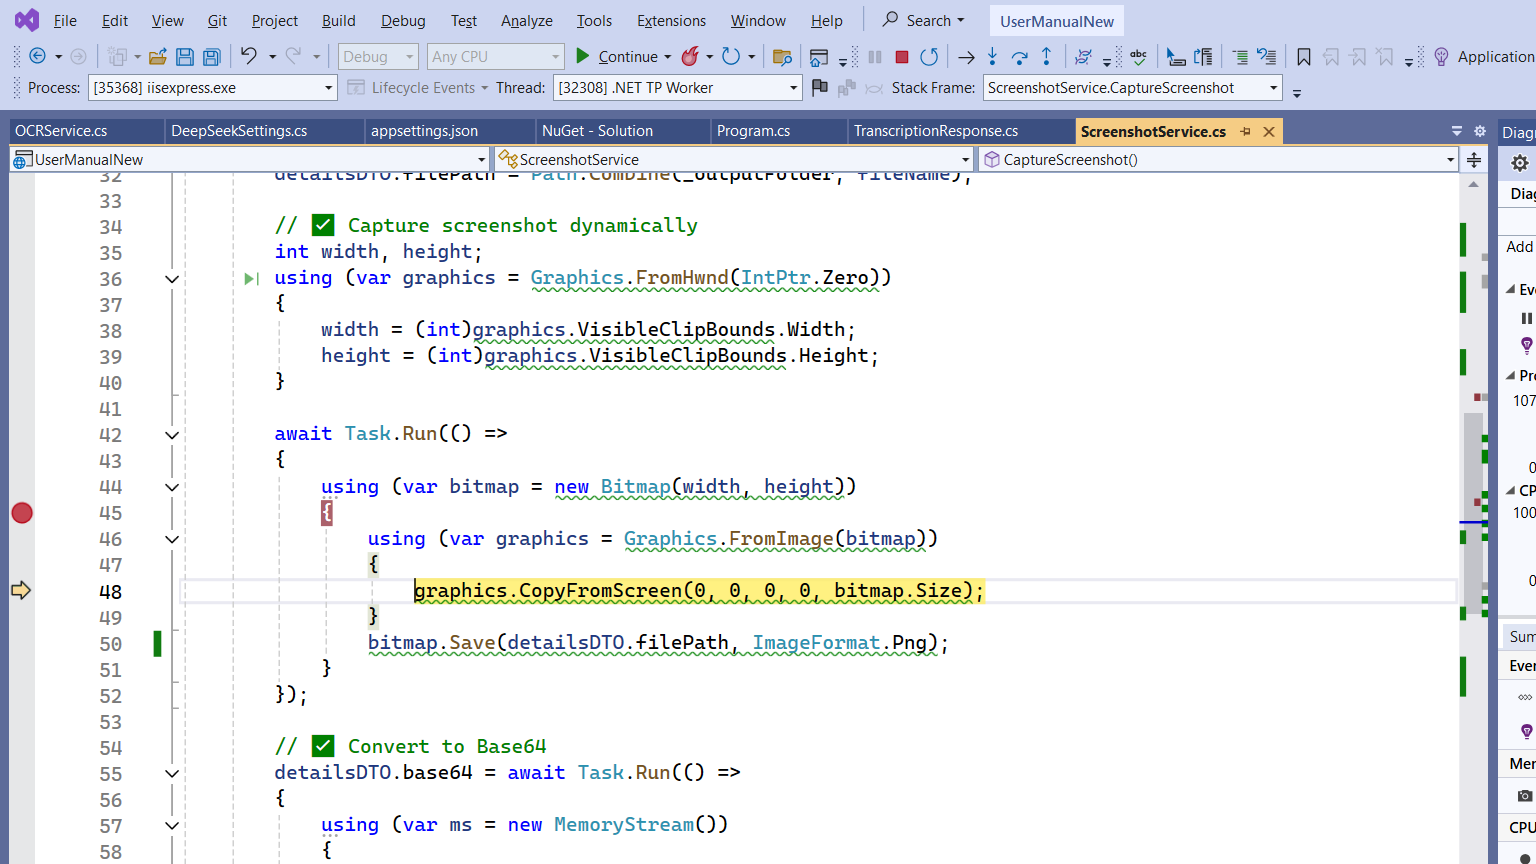 File Edit View Git Project Build Debug Test Analyze Tools Extensions Window Help Search UserManualNew
Debug Any CPU Continue abc Application
Process: [35368] iisexpress.exe Lifecycle Events Thread: [32308] .NET TP Worker Stack Frame: ScreenshotService.CaptureScreenshot
OCRService.cs DeepSeekSettings.cs appsettings.json NuGet - Solution Program.cs TranscriptionResponse.cs ScreenshotService.cs Diagn
UserManualNew ScreenshotService CaptureScreenshot()
32 detailsDTO.filePath = Path.Combine(_outputFolder, fileName);
33
34 // ✅ Capture screenshot dynamically
35 int width, height;
36 using (var graphics = Graphics.FromHwnd(IntPtr.Zero))
37 {
38 width = (int)graphics.VisibleClipBounds.Width;
39 height = (int)graphics.VisibleClipBounds.Height;
40 }
41
42 await Task.Run(() =>
43 {
44 using (var bitmap = new Bitmap(width, height))
45 {
46 using (var graphics = Graphics.FromImage(bitmap))
47 {
48 graphics.CopyFromScreen(0, 0, 0, 0, bitmap.Size);
49 }
50 bitmap.Save(detailsDTO.filePath, ImageFormat.Png);
51 }
52 });
53
54 // ✅ Convert to Base64
55 detailsDTO.base64 = await Task.Run(() =>
56 {
57 using (var ms = new MemoryStream())
58 {
Diag
Add
Eve
Pro
107
0
CP
100
0
Sum
Ever
Mer
CPU